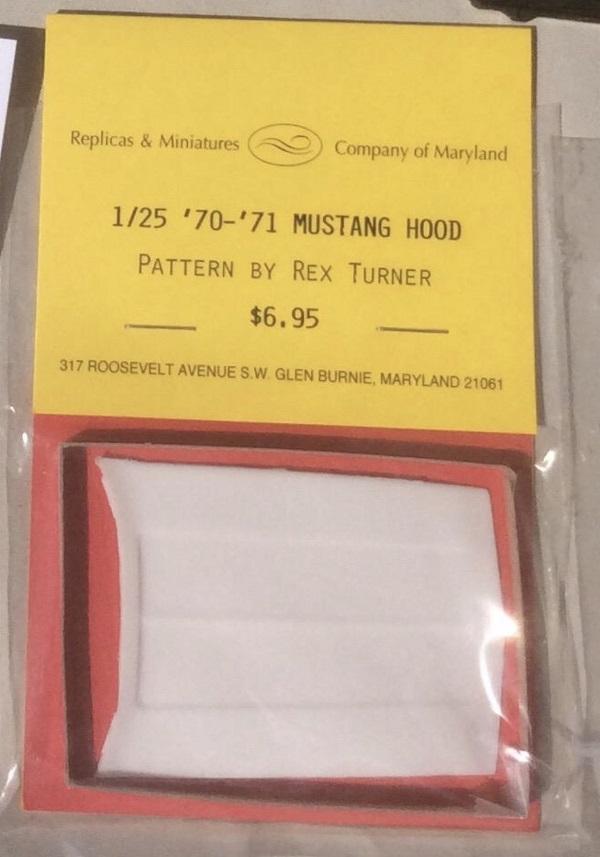 Replicas & Miniatures Company of Maryland
1/25 '70-'71 MUSTANG HOOD
PATTERN BY REX TURNER
$6.95
317 ROOSEVELT AVENUE S.W. GLEN BURNIE, MARYLAND 21061